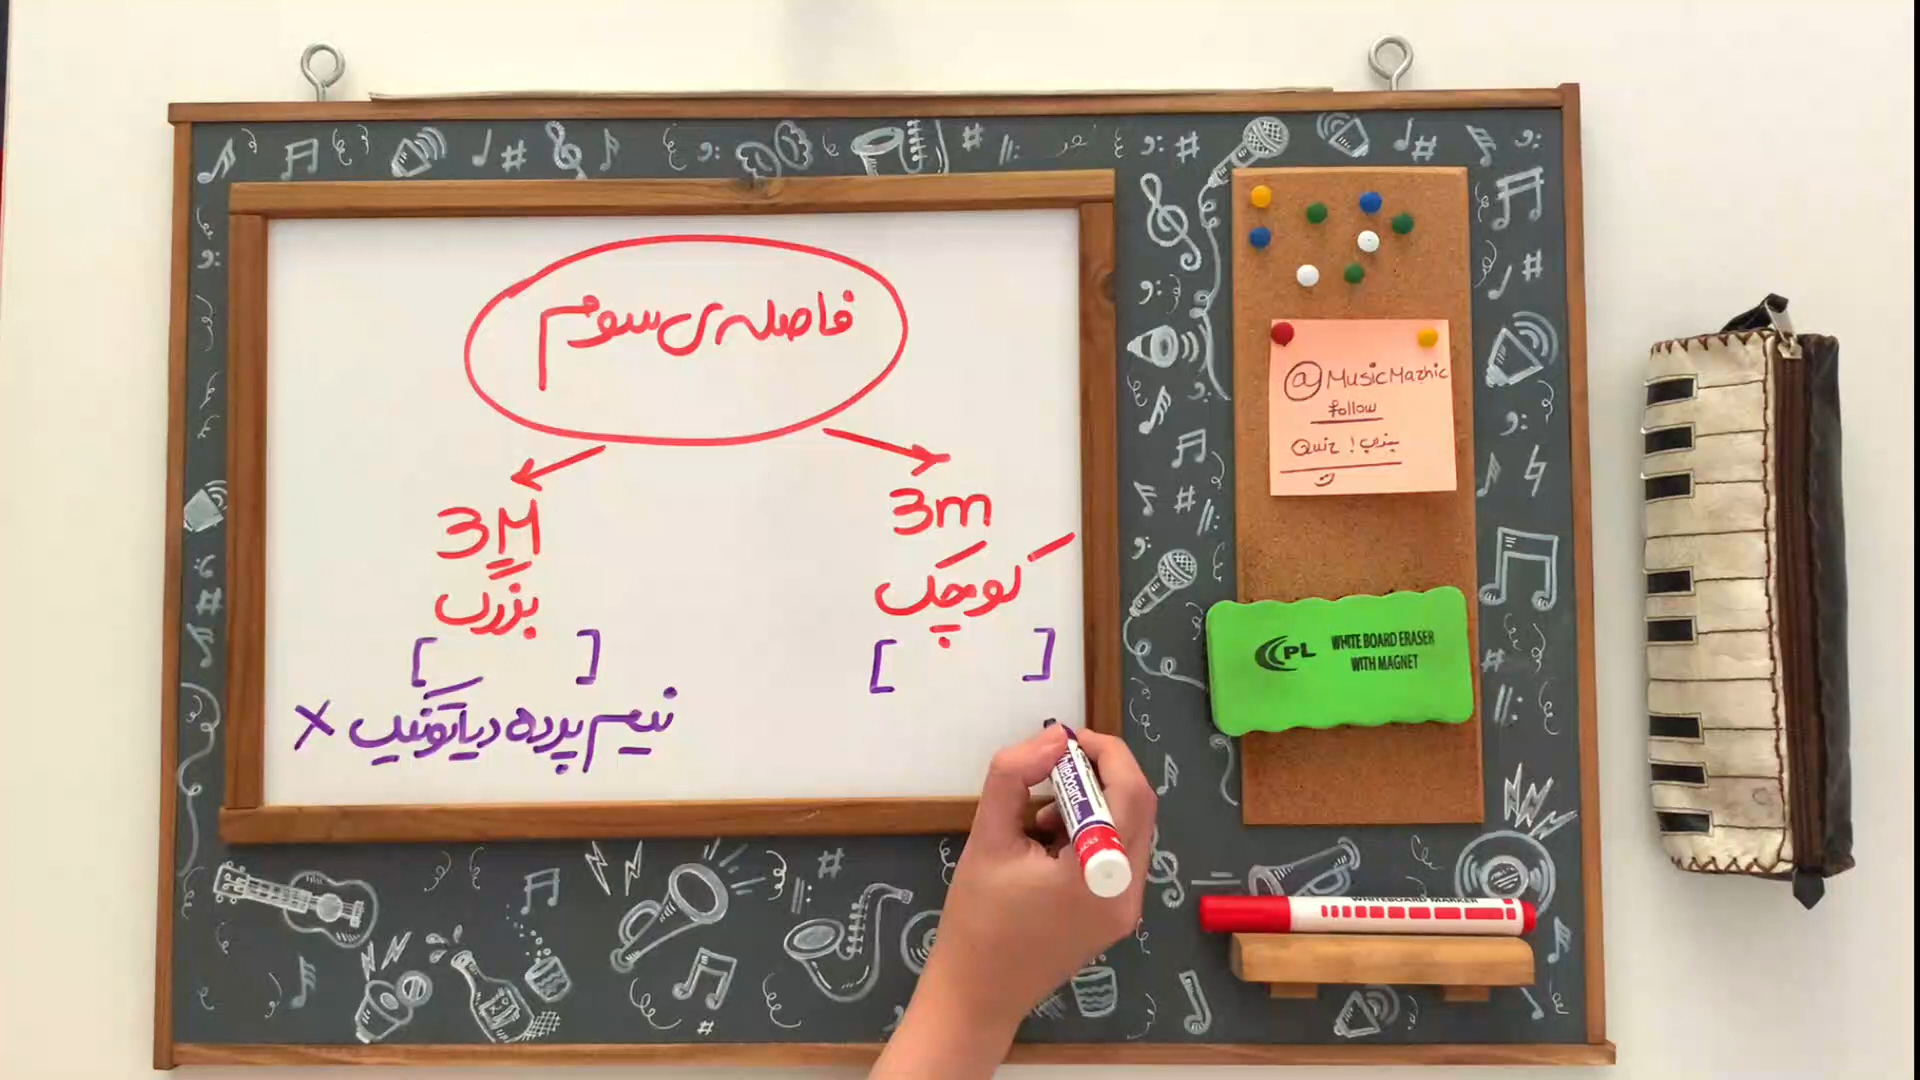 فاصله‌ی سوم
3m
کوچک
[ ]
3M
بزرگ
[ ]
نیم پرده دیاتونیک X
@MusicMazhic
follow
Quiz ! بزن
PL WHITE BOARD ERASER
WITH MAGNET
WHITEBOARD MARKER
Whiteboard